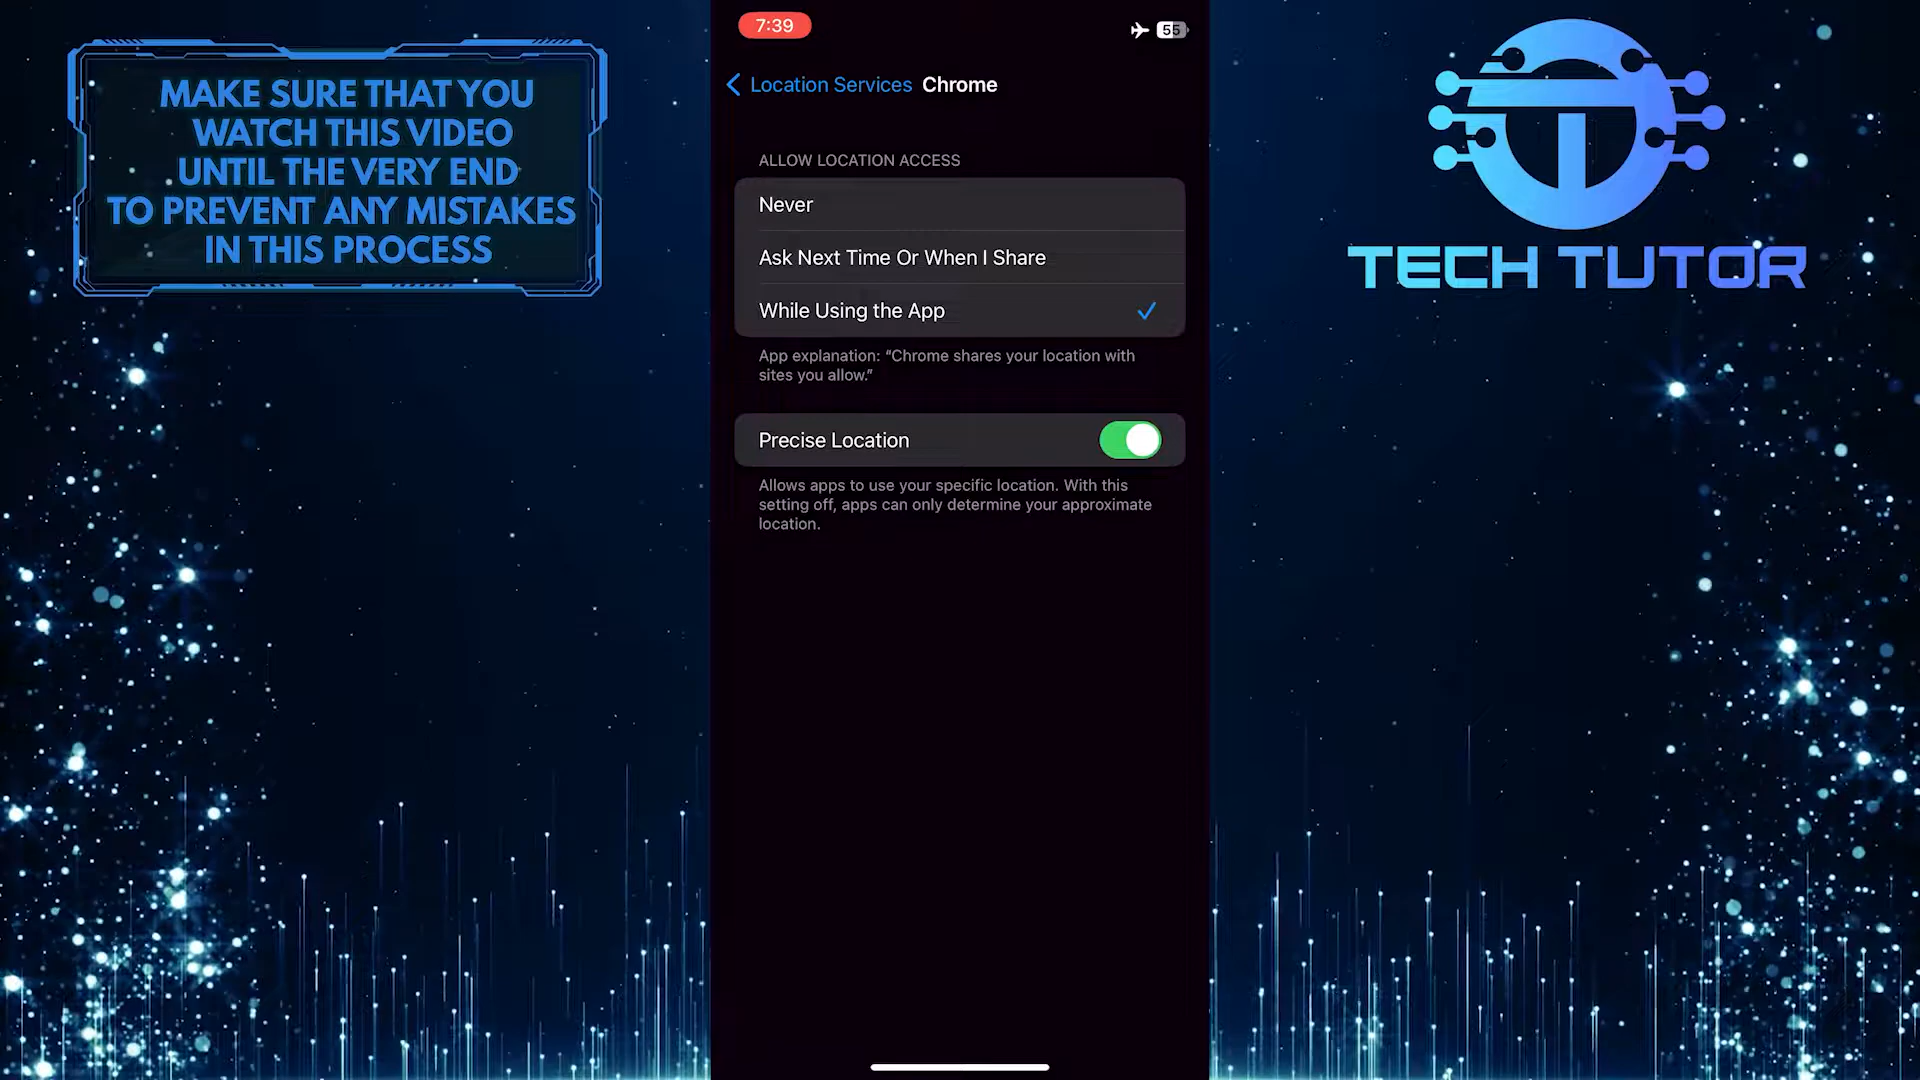 MAKE SURE THAT YOU
WATCH THIS VIDEO
UNTIL THE VERY END
TO PREVENT ANY MISTAKES
IN THIS PROCESS
7:39
55
Location Services Chrome
ALLOW LOCATION ACCESS
Never
Ask Next Time Or When I Share
While Using the App
App explanation: “Chrome shares your location with
sites you allow.”
Precise Location
Allows apps to use your specific location. With this
setting off, apps can only determine your approximate
location.
TECH TUTOR